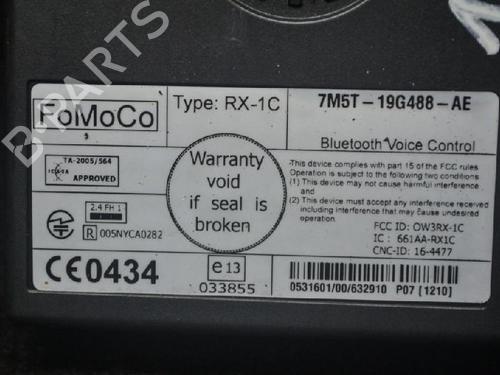 B-PARTS
FoMoCo
Type: RX-1C
7M5T-19G488-AE
Bluetooth Voice Control
TA-2005/564
APPROVED
Warranty
void
if seal is
broken
This device complies with part 15 of the FCC rules
Operation is subject to the following two conditions
(1) This device may not cause harmful interference
and
(2) This device must accept any interference received
including interference that may cause undesired
operation.
2.4 FH 1
R 005NYCA0282
FCC ID: OW3RX-1C
IC : 661AA-RX1C
CNC-ID: 16-4477
CE0434
e13
033855
0531601/00/632910 P07 [1210]